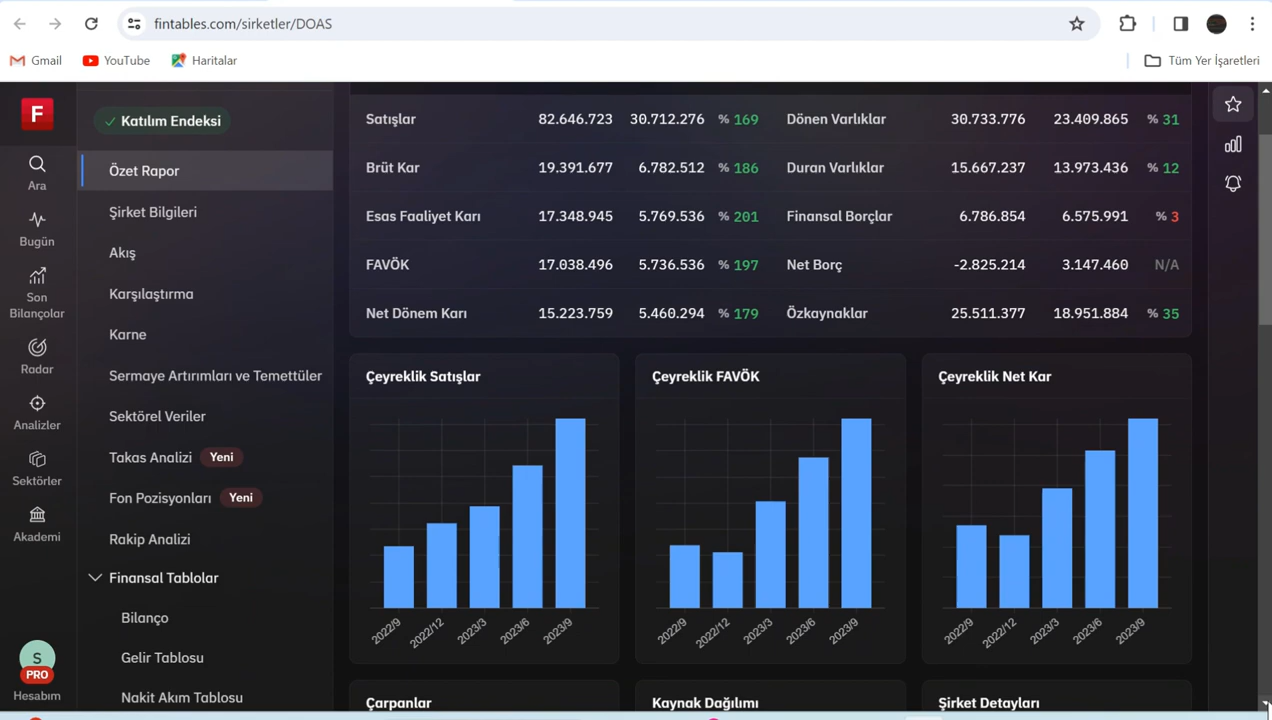 fintables.com/sirketler/DOAS
Gmail
YouTube
Haritalar
Tüm Yer İşaretleri
F
Ara
Bugün
Son
Bilançolar
Radar
Analizler
Sektörler
Akademi
S
PRO
Hesabım
Katılım Endeksi
Özet Rapor
Şirket Bilgileri
Akış
Karşılaştırma
Karne
Sermaye Artırımları ve Temettüler
Sektörel Veriler
Takas Analizi Yeni
Fon Pozisyonları Yeni
Rakip Analizi
Finansal Tablolar
Bilanço
Gelir Tablosu
Nakit Akım Tablosu
Satışlar 82.646.723 30.712.276 % 169 Dönen Varlıklar 30.733.776 23.409.865 % 31
Brüt Kar 19.391.677 6.782.512 % 186 Duran Varlıklar 15.667.237 13.973.436 % 12
Esas Faaliyet Karı 17.348.945 5.769.536 % 201 Finansal Borçlar 6.786.854 6.575.991 % 3
FAVÖK 17.038.496 5.736.536 % 197 Net Borç -2.825.214 3.147.460 N/A
Net Dönem Karı 15.223.759 5.460.294 % 179 Özkaynaklar 25.511.377 18.951.884 % 35
Çeyreklik Satışlar
2022/9 2022/12 2023/3 2023/6 2023/9
Çeyreklik FAVÖK
2022/9 2022/12 2023/3 2023/6 2023/9
Çeyreklik Net Kar
2022/9 2022/12 2023/3 2023/6 2023/9
Çarpanlar
Kaynak Dağılımı
Şirket Detayları